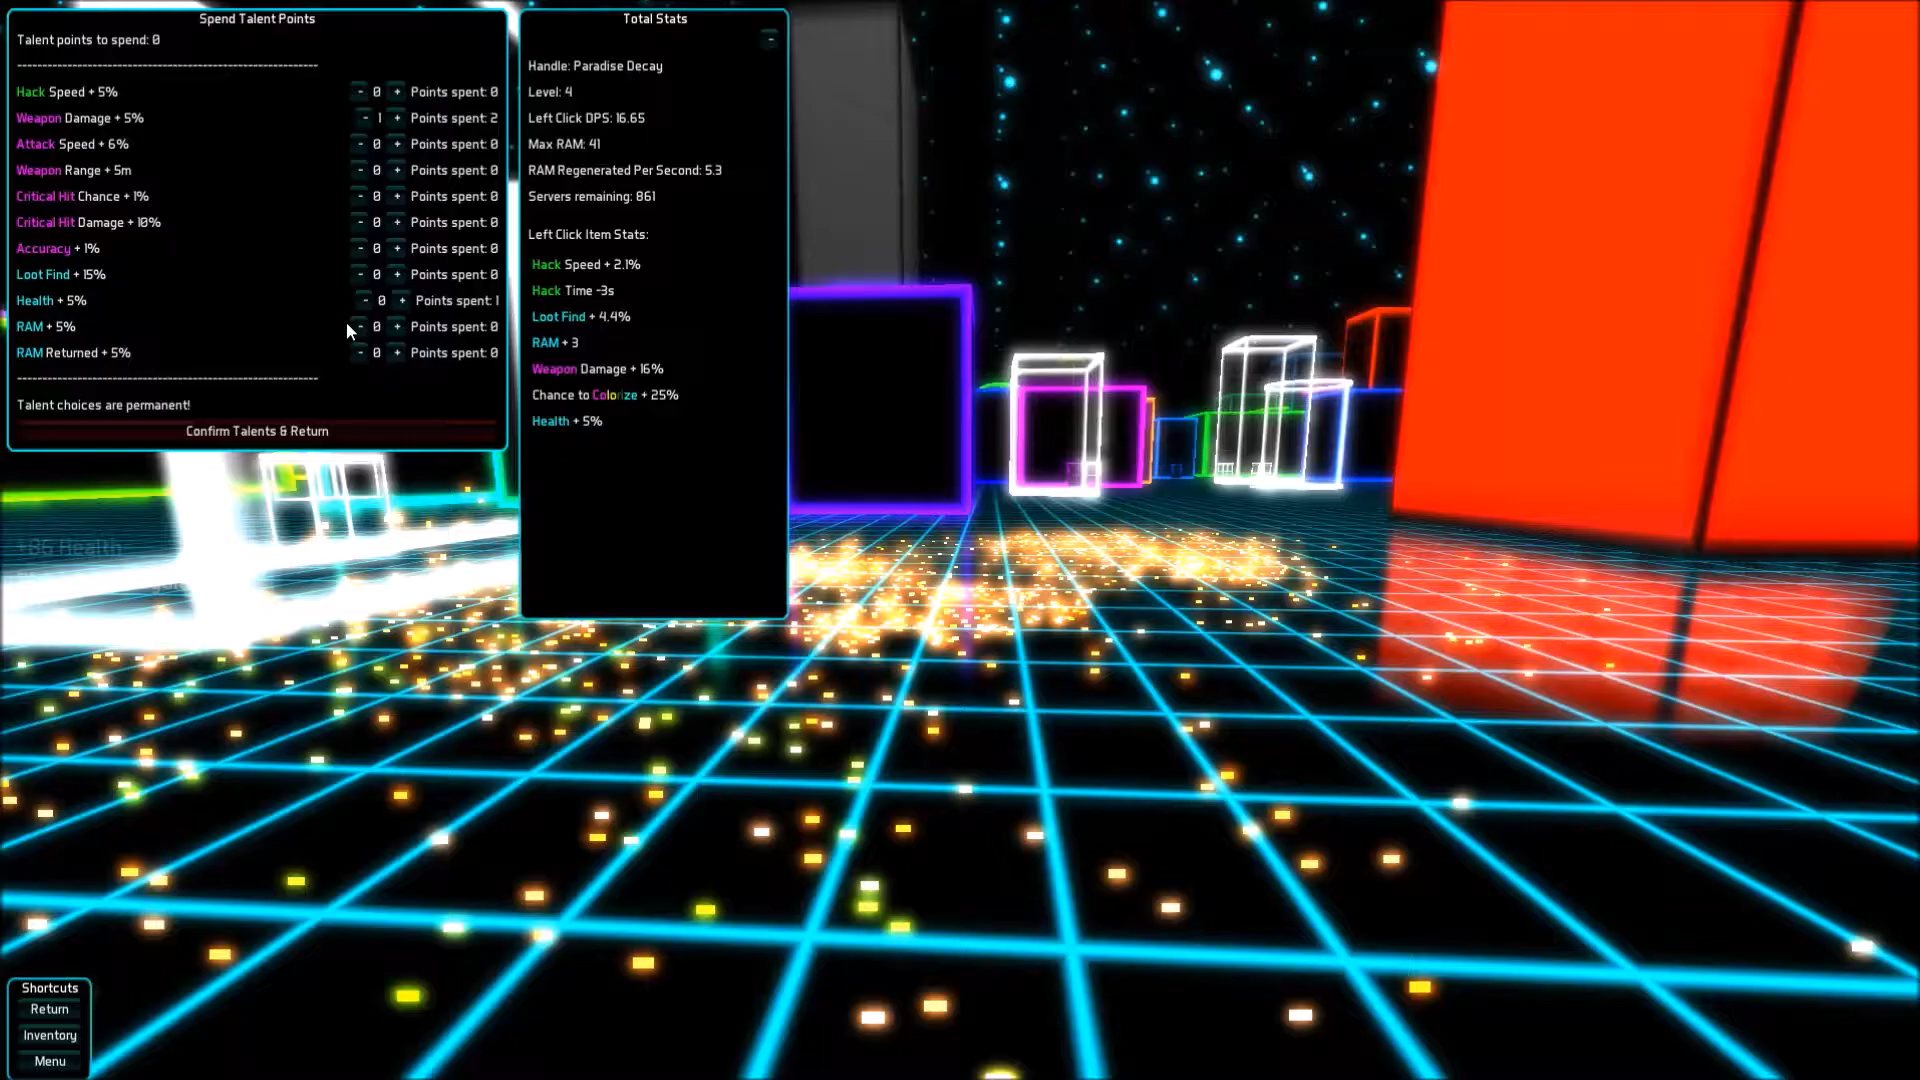 Spend Talent Points
Talent points to spend: 0
------------------------------------------------------------
Hack Speed + 5% - 0 + Points spent: 0
Weapon Damage + 5% - 1 + Points spent: 2
Attack Speed + 6% - 0 + Points spent: 0
Weapon Range + 5m - 0 + Points spent: 0
Critical Hit Chance + 1% - 0 + Points spent: 0
Critical Hit Damage + 10% - 0 + Points spent: 0
Accuracy + 1% - 0 + Points spent: 0
Loot Find + 15% - 0 + Points spent: 0
Health + 5% - 0 + Points spent: 1
RAM + 5% - 0 + Points spent: 0
RAM Returned + 5% - 0 + Points spent: 0
------------------------------------------------------------
Talent choices are permanent!
Confirm Talents & Return
Total Stats
-
Handle: Paradise Decay
Level: 4
Left Click DPS: 16.65
Max RAM: 41
RAM Regenerated Per Second: 5.3
Servers remaining: 861
Left Click Item Stats:
Hack Speed + 2.1%
Hack Time -3s
Loot Find + 4.4%
RAM + 3
Weapon Damage + 16%
Chance to Colorize + 25%
Health + 5%
+86 Health
Shortcuts
Return
Inventory
Menu